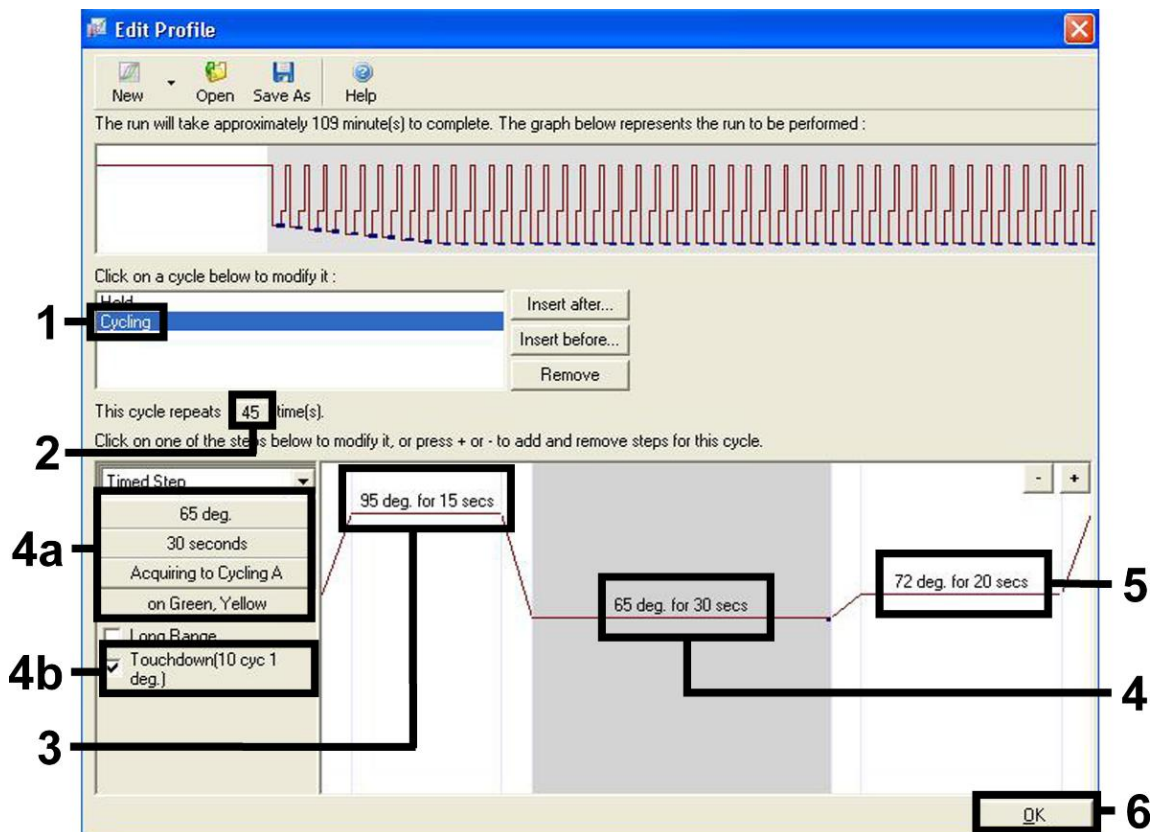 Edit Profile
New Open Save As Help
The run will take approximately 109 minute(s) to complete. The graph below represents the run to be performed :
Click on a cycle below to modify it :
Hold
1 Cycling
Insert after...
Insert before...
Remove
This cycle repeats 45 time(s).
2
Click on one of the steps below to modify it, or press + or - to add and remove steps for this cycle.
Timed Step
- +
4a
65 deg.
30 seconds
Acquiring to Cycling A
on Green, Yellow
Long Range
4b
Touchdown(10 cyc 1
deg.)
95 deg. for 15 secs
3
65 deg. for 30 secs
4
72 deg. for 20 secs
5
OK
6